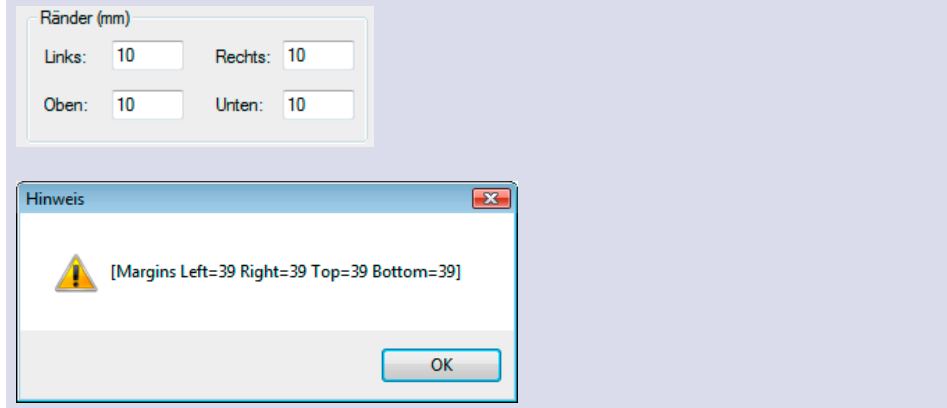 Ränder (mm)
Links: 10 Rechts: 10
Oben: 10 Unten: 10
Hinweis
[Margins Left=39 Right=39 Top=39 Bottom=39]
OK